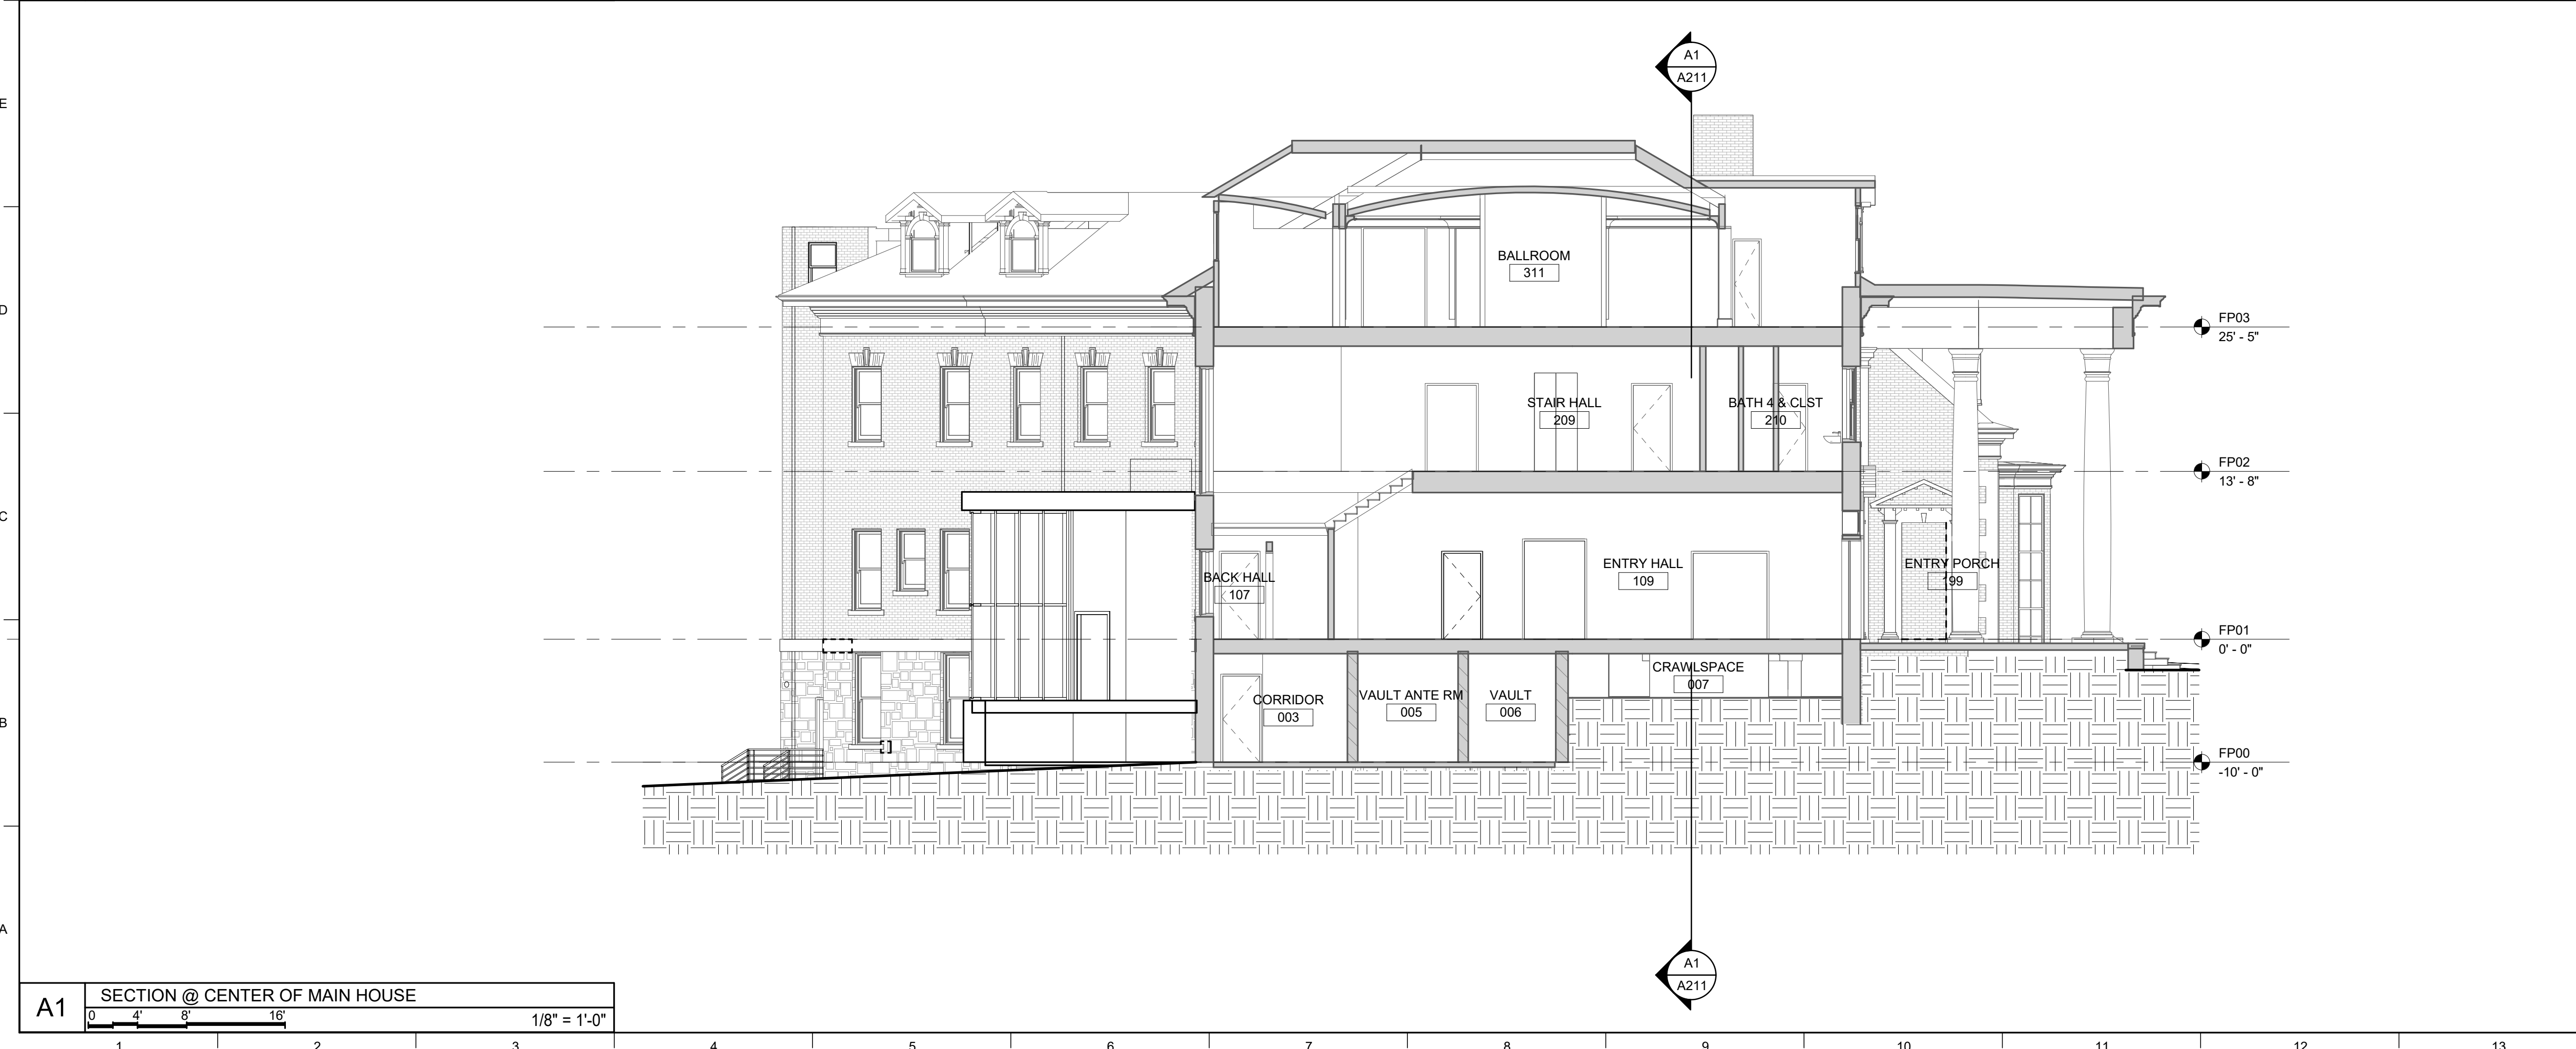 A1
A211
E
BALLROOM
311
D
FP03
25' - 5"
STAIR HALL
209
BATH 4 & CLST
210
FP02
13' - 8"
C
BACK HALL
107
ENTRY HALL
109
ENTRY PORCH
199
FP01
0' - 0"
CRAWLSPACE
007
CORRIDOR
003
VAULT ANTE RM
005
VAULT
006
B
FP00
-10' - 0"
A
A1
A211
A1
SECTION @ CENTER OF MAIN HOUSE
0 4' 8' 16'
1/8" = 1'-0"
1 2 3 4 5 6 7 8 9 10 11 12 13